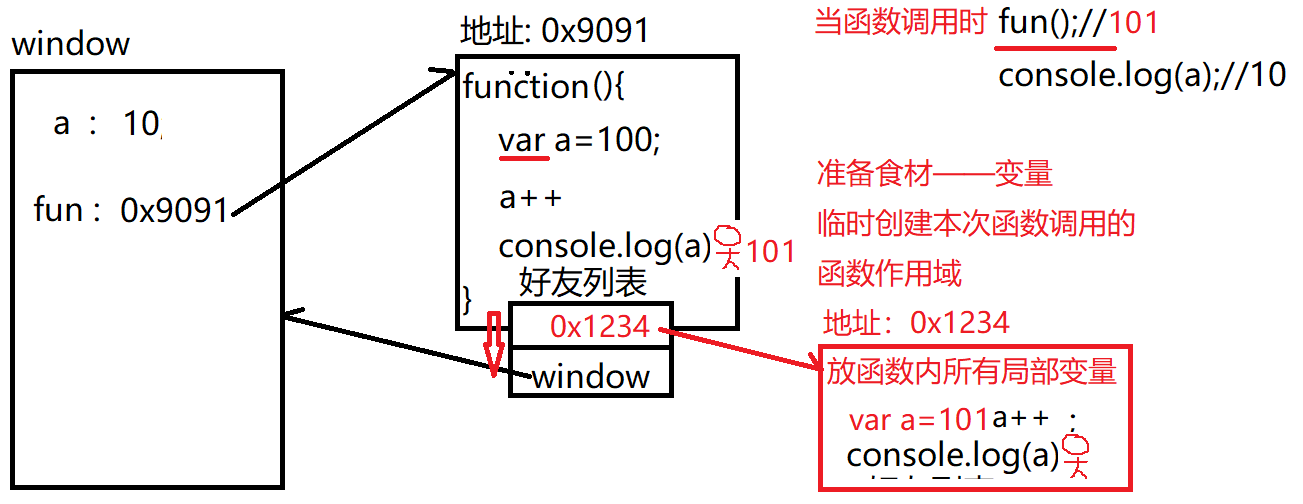 window
a : 10,
fun : 0x9091
地址: 0x9091
function(){
var a=100;
a++
console.log(a) 101
}
好友列表
0x1234
window
当函数调用时 fun();//101
console.log(a);//10
准备食材——变量
临时创建本次函数调用的
函数作用域
地址：0x1234
放函数内所有局部变量
var a=101a++ ;
console.log(a)